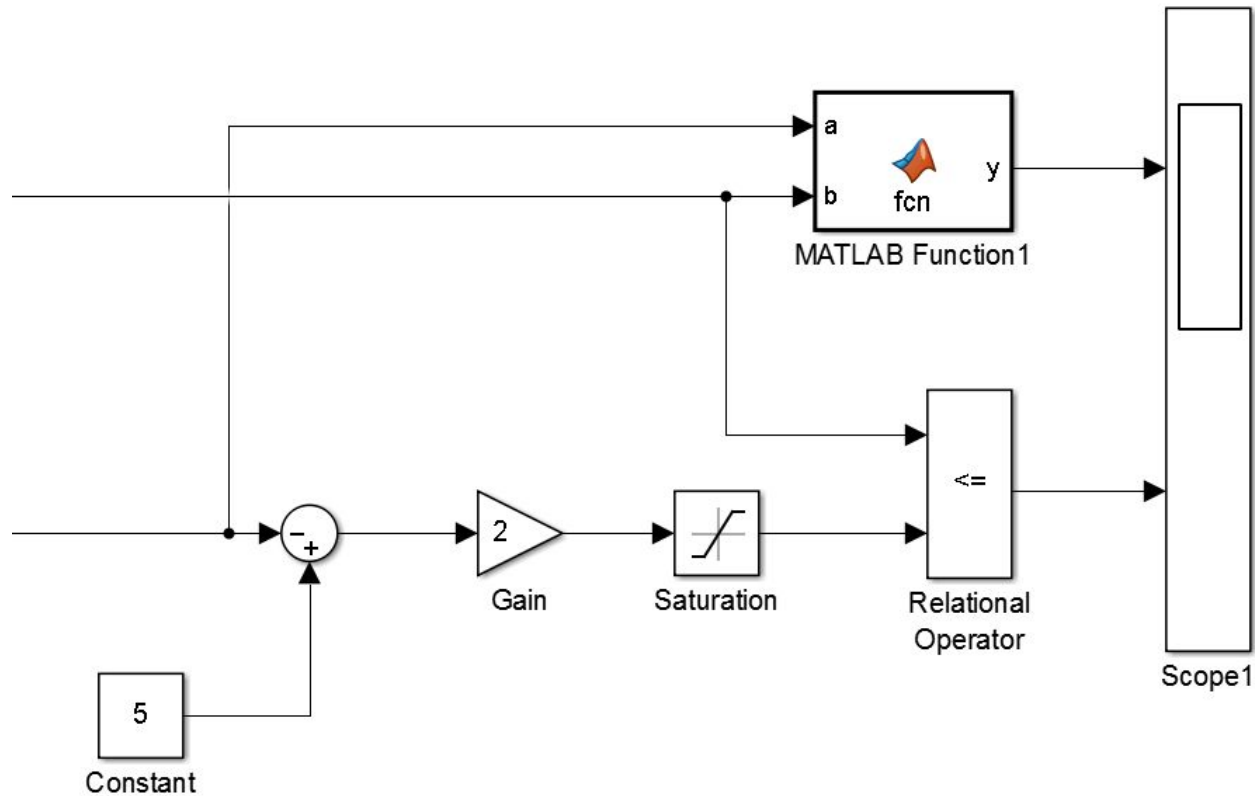 a
b
fcn
y
MATLAB Function1
<=
-
+
2
Gain
Saturation
Relational
Operator
Scope1
5
Constant